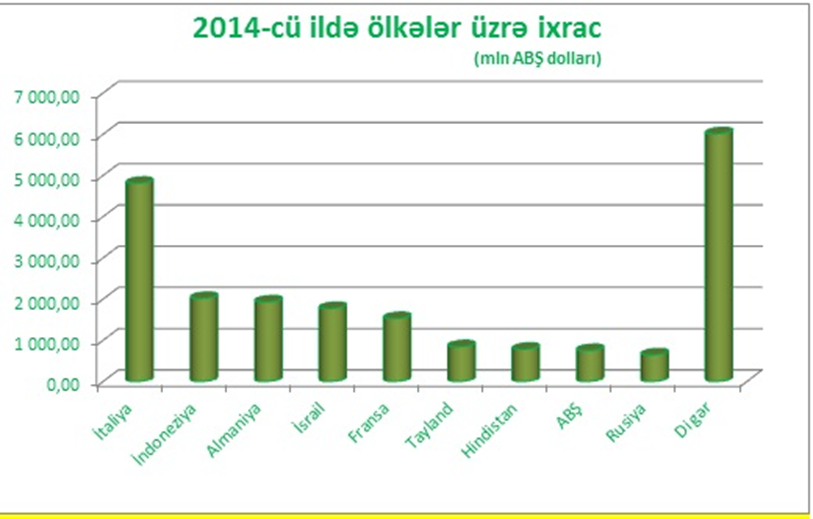 2014-cü ildə ölkələr üzrə ixrac
(mln ABŞ dolları)
7 000,00
6 000,00
5 000,00
4 000,00
3 000,00
2 000,00
1 000,00
0,00
İtaliya
İndoneziya
Almaniya
İsrail
Fransa
Tayland
Hindistan
ABŞ
Rusiya
Digər